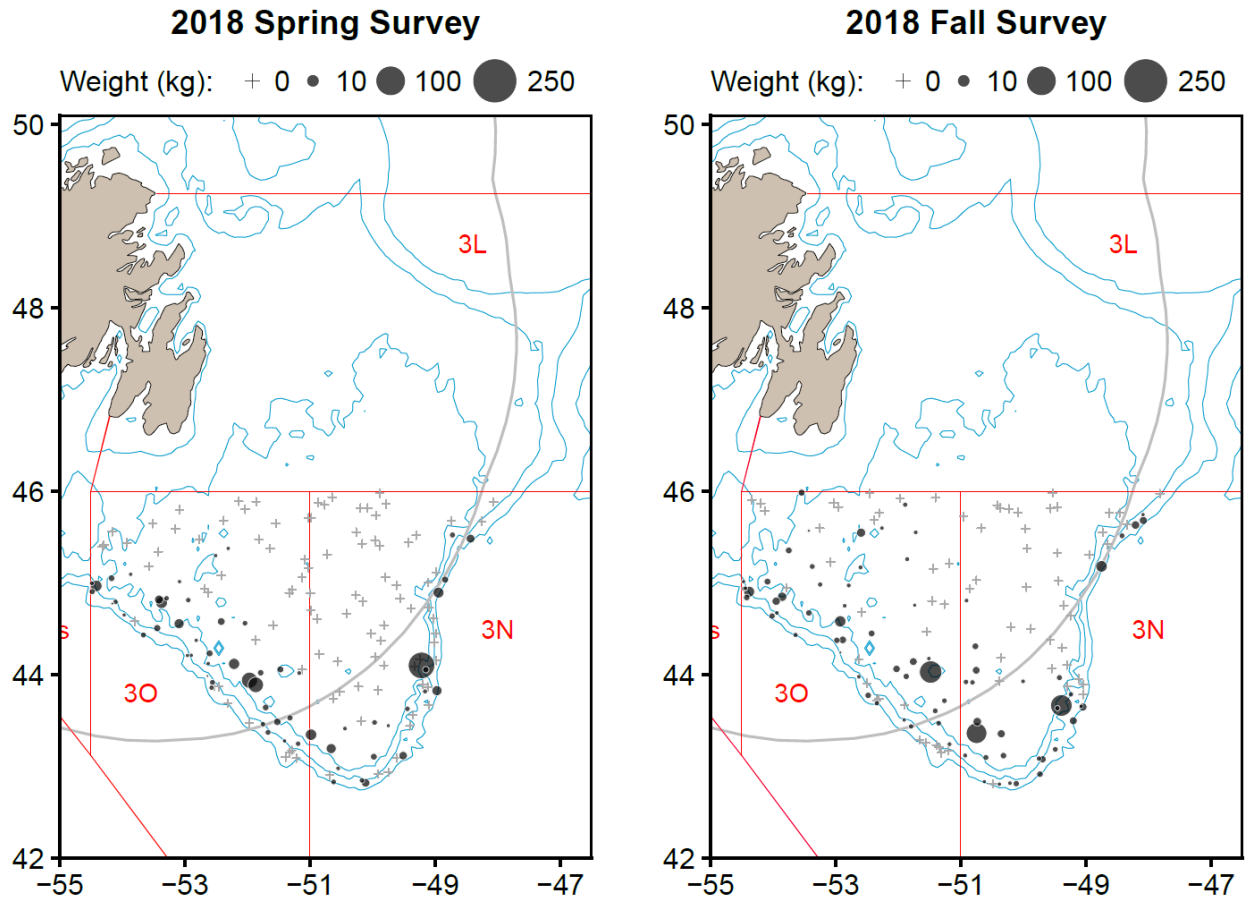 2018 Spring Survey
Weight (kg): + 0 10 100 250
50
48
46
44
42
3L
3N
3O
s
−55 −53 −51 −49 −47
2018 Fall Survey
Weight (kg): + 0 10 100 250
50
48
46
44
42
3L
3N
3O
s
−55 −53 −51 −49 −47